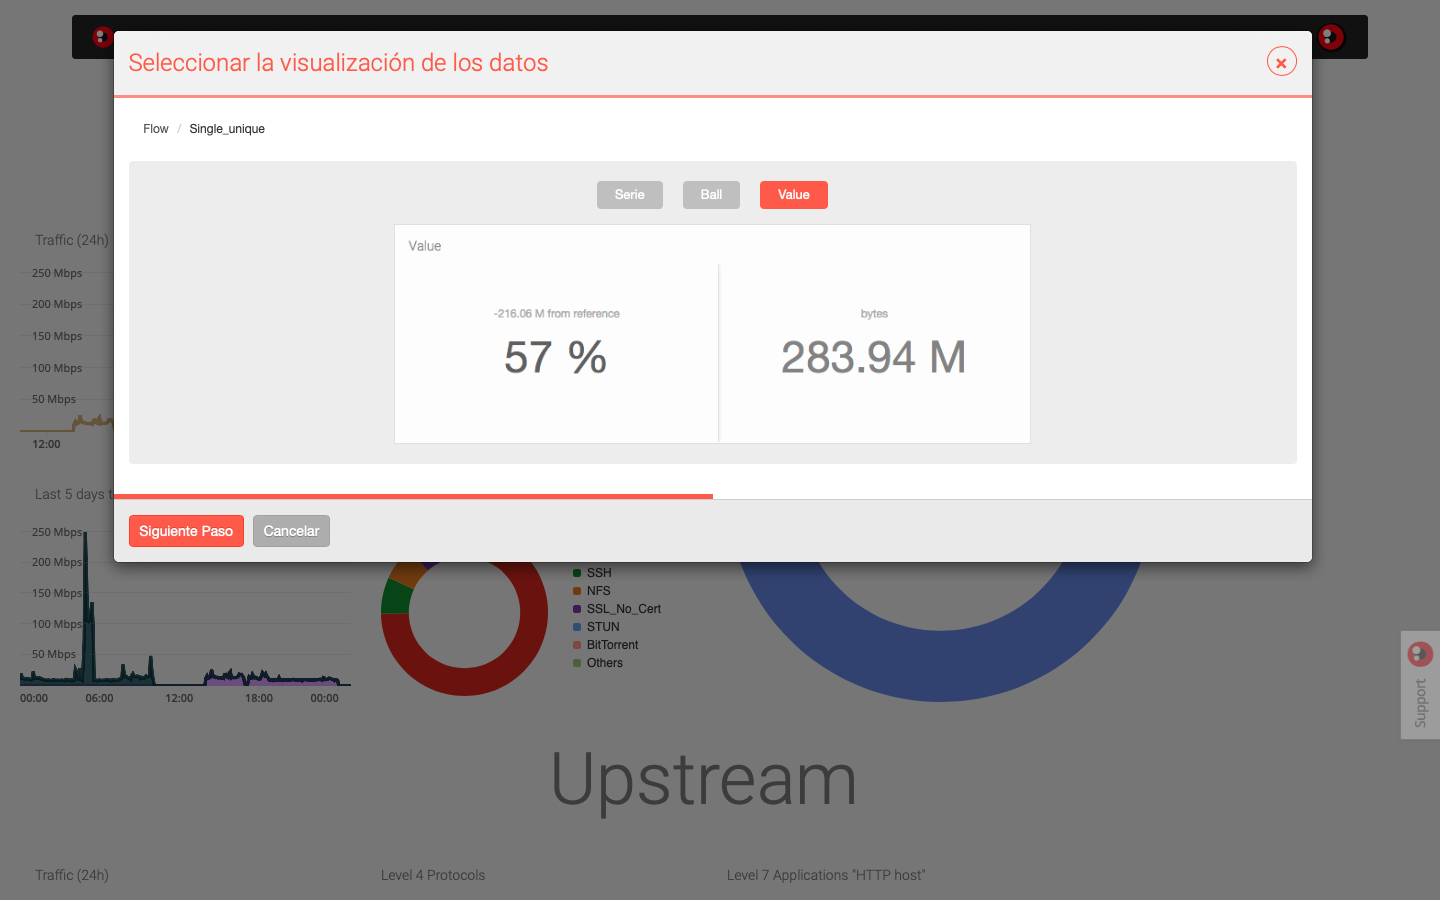 Seleccionar la visualización de los datos
Flow / Single_unique
Serie Ball Value
Value
-216.06 M from reference
57 %
bytes
283.94 M
Siguiente Paso Cancelar
Traffic (24h)
250 Mbps
200 Mbps
150 Mbps
100 Mbps
50 Mbps
12:00
Last 5 days t
250 Mbps
200 Mbps
150 Mbps
100 Mbps
50 Mbps
00:00 06:00 12:00 18:00 00:00
SSH
NFS
SSL_No_Cert
STUN
BitTorrent
Others
Support
Upstream
Traffic (24h)
Level 4 Protocols
Level 7 Applications "HTTP host"